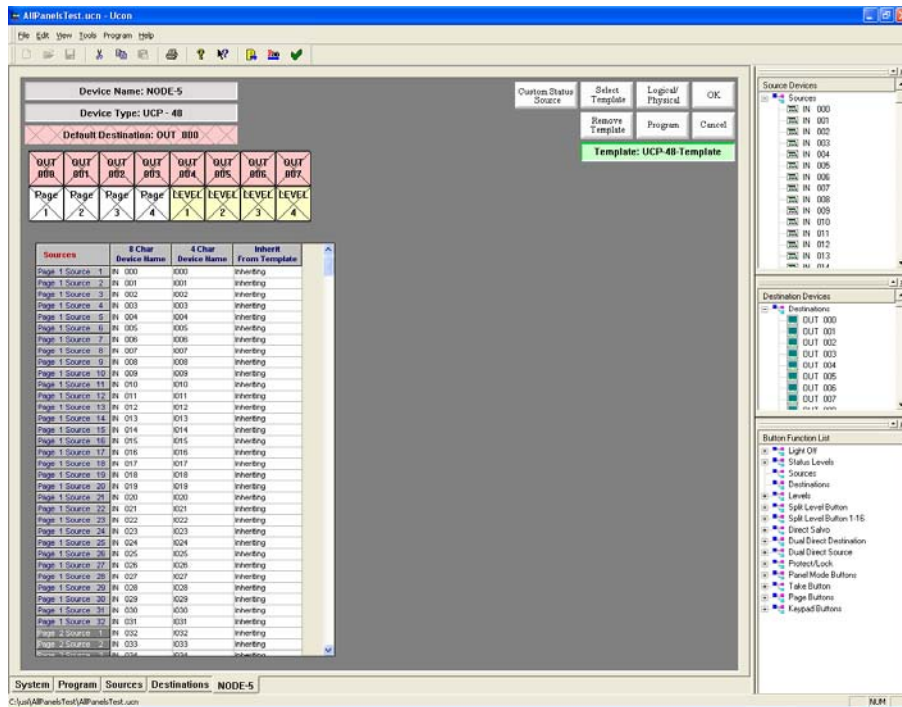 AllPanelsTest.ucn - Ucon
File Edit View Tools Program Help
Device Name: NODE-5
Device Type: UCP - 48
Default Destination: OUT 000
OUT 000 OUT 001 OUT 002 OUT 003 OUT 004 OUT 005 OUT 006 OUT 007
Page 1 Page 2 Page 3 Page 4 LEVEL 1 LEVEL 2 LEVEL 3 LEVEL 4
Custom Status Source
Select Template
Logical/ Physical
OK
Remove Template
Program
Cancel
Template: UCP-48-Template
Sources 8 Char Device Name 4 Char Device Name Inherit From Template
Page 1 Source 1 IN 000 I000 Inheriting
Page 1 Source 2 IN 001 I001 Inheriting
Page 1 Source 3 IN 002 I002 Inheriting
Page 1 Source 4 IN 003 I003 Inheriting
Page 1 Source 5 IN 004 I004 Inheriting
Page 1 Source 6 IN 005 I005 Inheriting
Page 1 Source 7 IN 006 I006 Inheriting
Page 1 Source 8 IN 007 I007 Inheriting
Page 1 Source 9 IN 008 I008 Inheriting
Page 1 Source 10 IN 009 I009 Inheriting
Page 1 Source 11 IN 010 I010 Inheriting
Page 1 Source 12 IN 011 I011 Inheriting
Page 1 Source 13 IN 012 I012 Inheriting
Page 1 Source 14 IN 013 I013 Inheriting
Page 1 Source 15 IN 014 I014 Inheriting
Page 1 Source 16 IN 015 I015 Inheriting
Page 1 Source 17 IN 016 I016 Inheriting
Page 1 Source 18 IN 017 I017 Inheriting
Page 1 Source 19 IN 018 I018 Inheriting
Page 1 Source 20 IN 019 I019 Inheriting
Page 1 Source 21 IN 020 I020 Inheriting
Page 1 Source 22 IN 021 I021 Inheriting
Page 1 Source 23 IN 022 I022 Inheriting
Page 1 Source 24 IN 023 I023 Inheriting
Page 1 Source 25 IN 024 I024 Inheriting
Page 1 Source 26 IN 025 I025 Inheriting
Page 1 Source 27 IN 026 I026 Inheriting
Page 1 Source 28 IN 027 I027 Inheriting
Page 1 Source 29 IN 028 I028 Inheriting
Page 1 Source 30 IN 029 I029 Inheriting
Page 1 Source 31 IN 030 I030 Inheriting
Page 1 Source 32 IN 031 I031 Inheriting
Page 2 Source 1 IN 032 I032 Inheriting
Page 2 Source 2 IN 033 I033 Inheriting
Source Devices
Sources
IN 000
IN 001
IN 002
IN 003
IN 004
IN 005
IN 006
IN 007
IN 008
IN 009
IN 010
IN 011
IN 012
IN 013
IN 014
Destination Devices
Destinations
OUT 000
OUT 001
OUT 002
OUT 003
OUT 004
OUT 005
OUT 006
OUT 007
Button Function List
Light Off
Status Levels
Sources
Destinations
Levels
Split Level Button
Split Level Button 1-16
Direct Salvo
Dual Direct Destination
Dual Direct Source
Protect/Lock
Panel Mode Buttons
Take Button
Page Buttons
Keypad Buttons
System Program Sources Destinations NODE-5
C:\usi\AllPanelsTest\AllPanelsTest.ucn
NUM